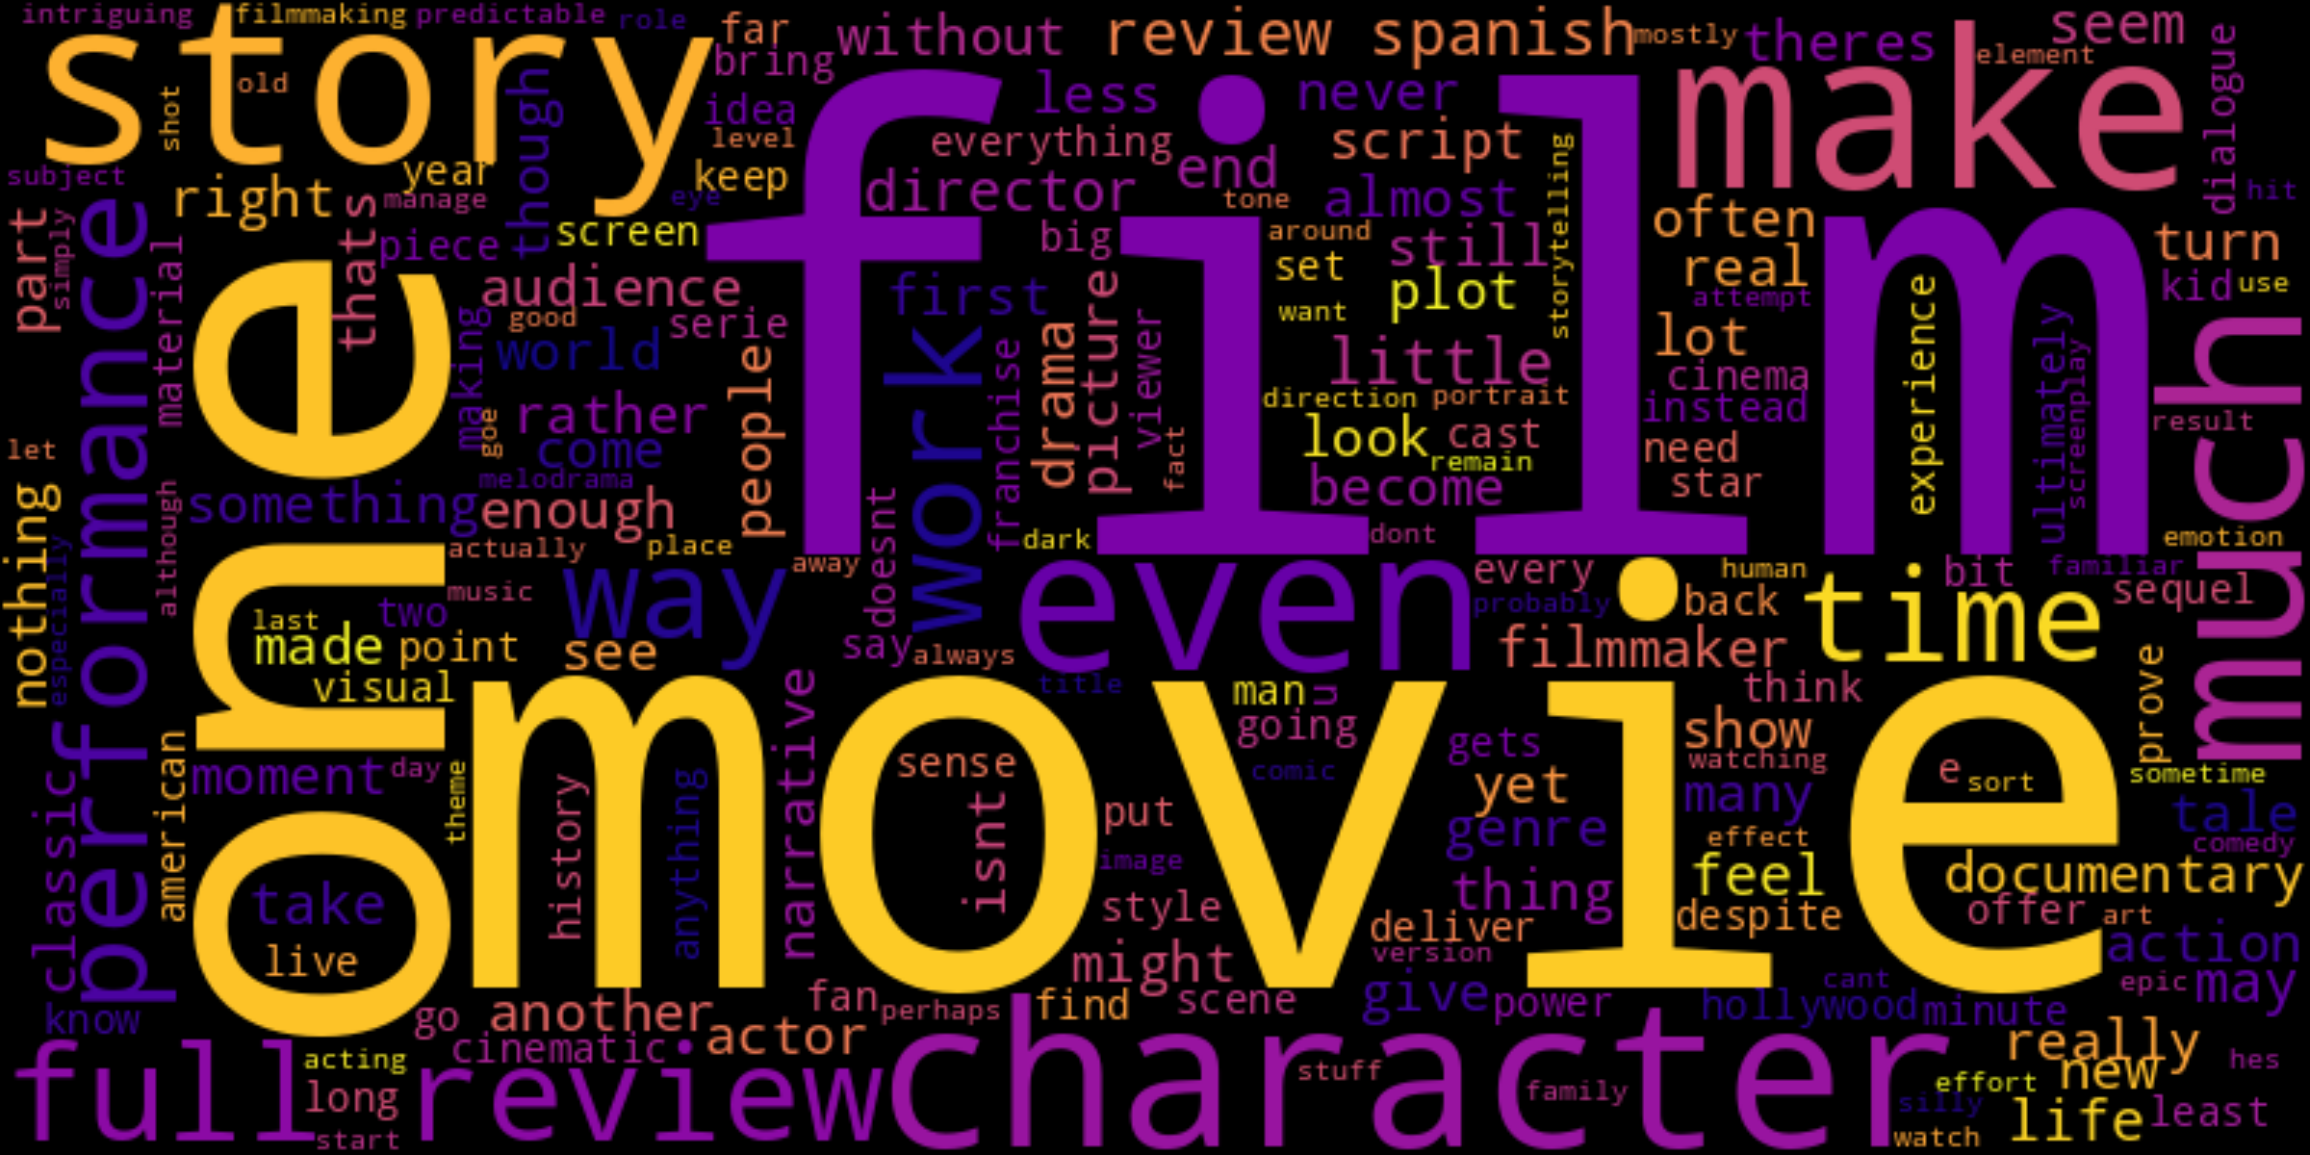 intriguing
filmmaking
predictable
role
story
old
shot
far
bring
without
review spanish
mostly
theres
seem
element
make
dialogue
though
idea
level
less
never
everything
script
end
storytelling
subject
right
year
manage
thats
keep
eye
director
tone
almost
hit
often
part
simply
performance
material
piece
screen
film
big
around
still
real
turn
set
plot
kid
use
attempt
one
audience
good
serie
first
want
experience
making
world
people
work
franchise
drama
picture
viewer
little
lot
cinema
ultimately
screenplay
much
rather
goe
come
direction
portrait
instead
result
let
melodrama
fact
look
cast
remain
need
star
nothing
something
enough
become
although
especially
actually
place
doesnt
dark
dont
emotion
away
way
even
every
human
bit
familiar
music
two
last
probably
back
time
sequel
made
point
see
say
always
filmmaker
visual
title
man
u
think
prove
movie
narrative
going
american
moment
day
theme
history
anything
sense
isnt
comic
gets
show
watching
e
sort
sometime
put
yet
many
tale
genre
effect
comedy
image
classic
take
style
thing
feel
documentary
deliver
despite
offer
art
live
might
version
action
cant
epic
may
know
go
another
fan
perhaps
find
scene
give
power
hollywood
minute
cinematic
actor
character
really
full
acting
review
stuff
family
effort
new
hes
long
silly
life
least
start
watch